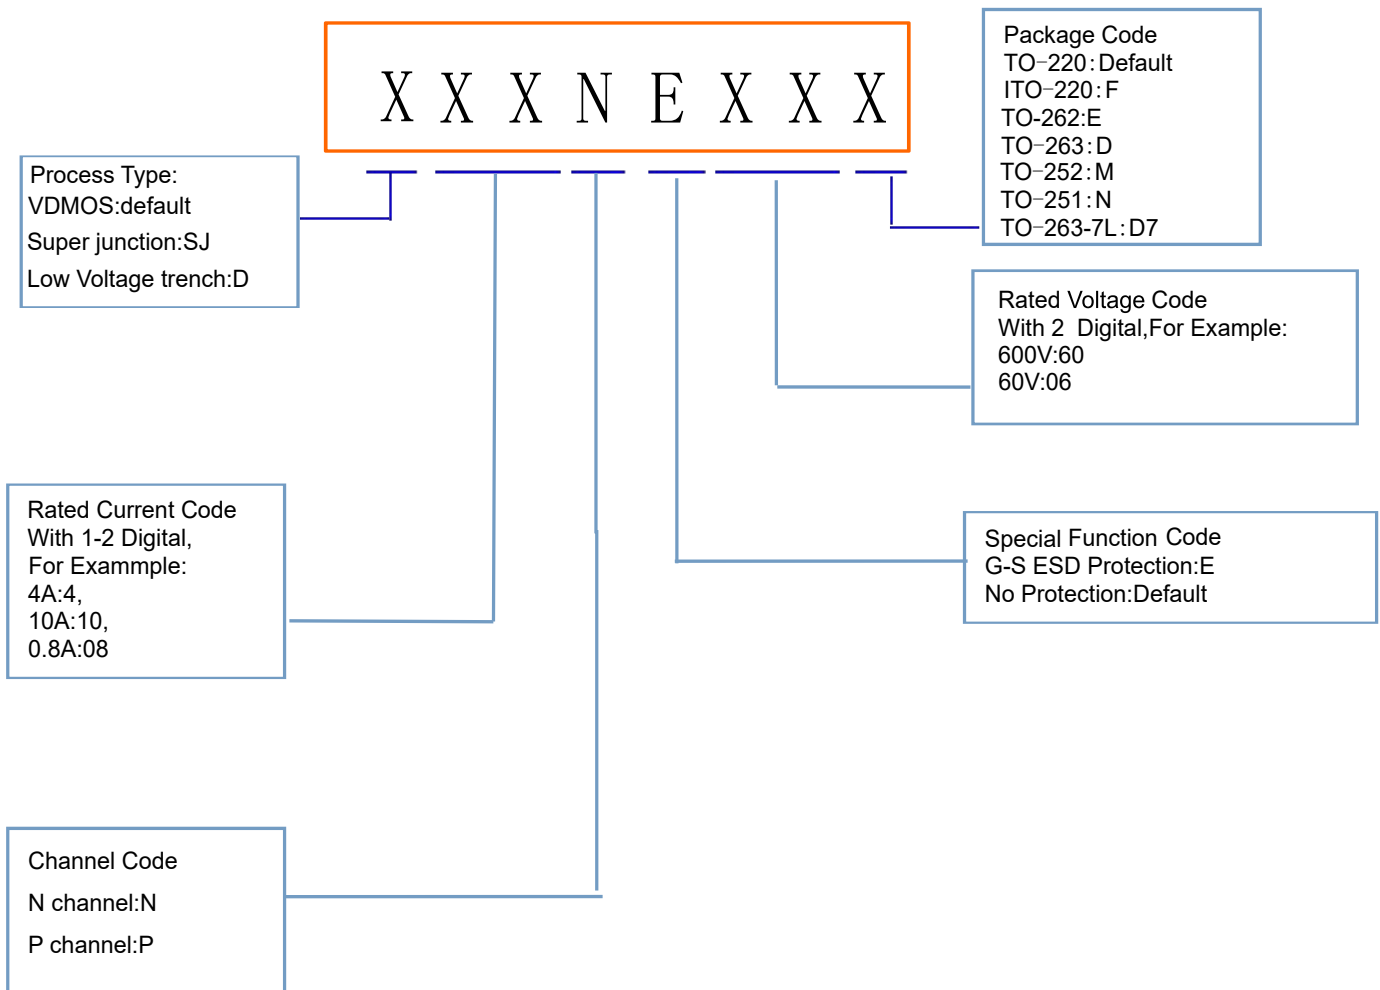 X X X N E X X X
Package Code
TO-220:Default
ITO-220:F
TO-262:E
TO-263:D
TO-252:M
TO-251:N
TO-263-7L:D7
Process Type:
VDMOS:default
Super junction:SJ
Low Voltage trench:D
Rated Voltage Code
With 2 Digital,For Example:
600V:60
60V:06
Rated Current Code
With 1-2 Digital,
For Exammple:
4A:4,
10A:10,
0.8A:08
Special Function Code
G-S ESD Protection:E
No Protection:Default
Channel Code
N channel:N
P channel:P